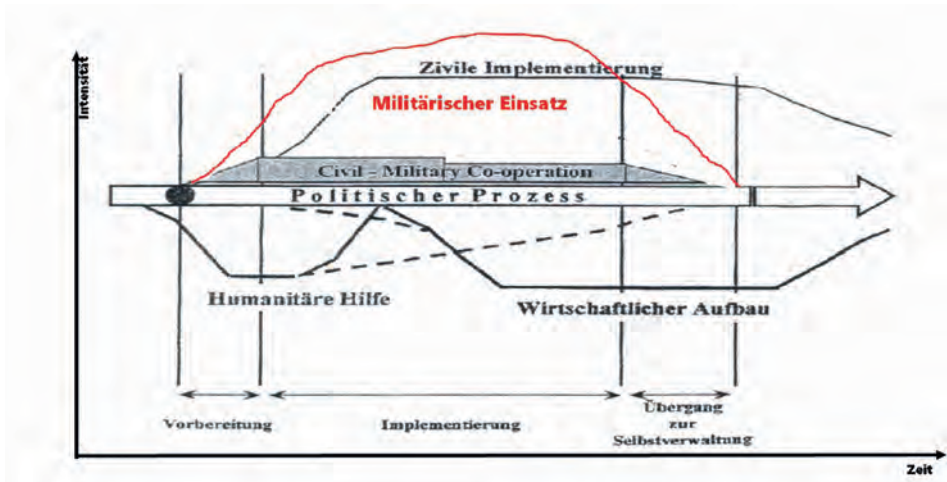 Intensität
Zivile Implementierung
Militärischer Einsatz
Civil - Military Co-operation
Politischer Prozess
Humanitäre Hilfe
Wirtschaftlicher Aufbau
Vorbereitung
Implementierung
Übergang
zur
Selbstverwaltung
Zeit